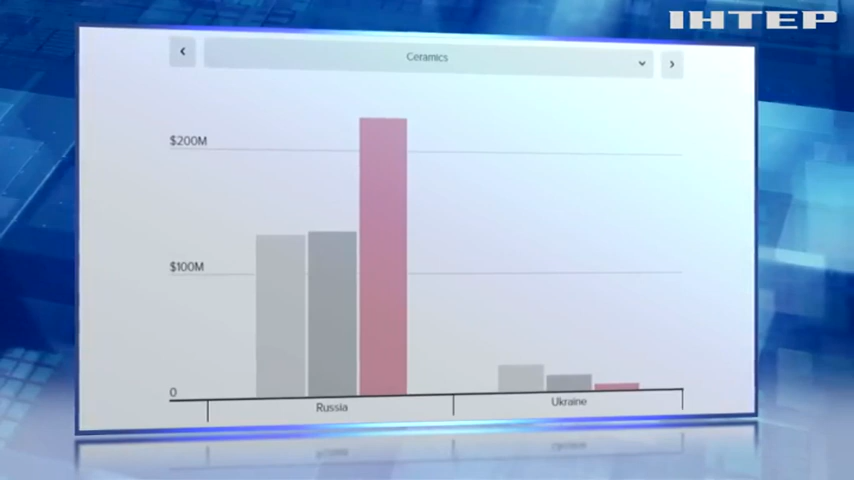 ІНТЕР
Ceramics
$200M
$100M
0
Russia
Ukraine